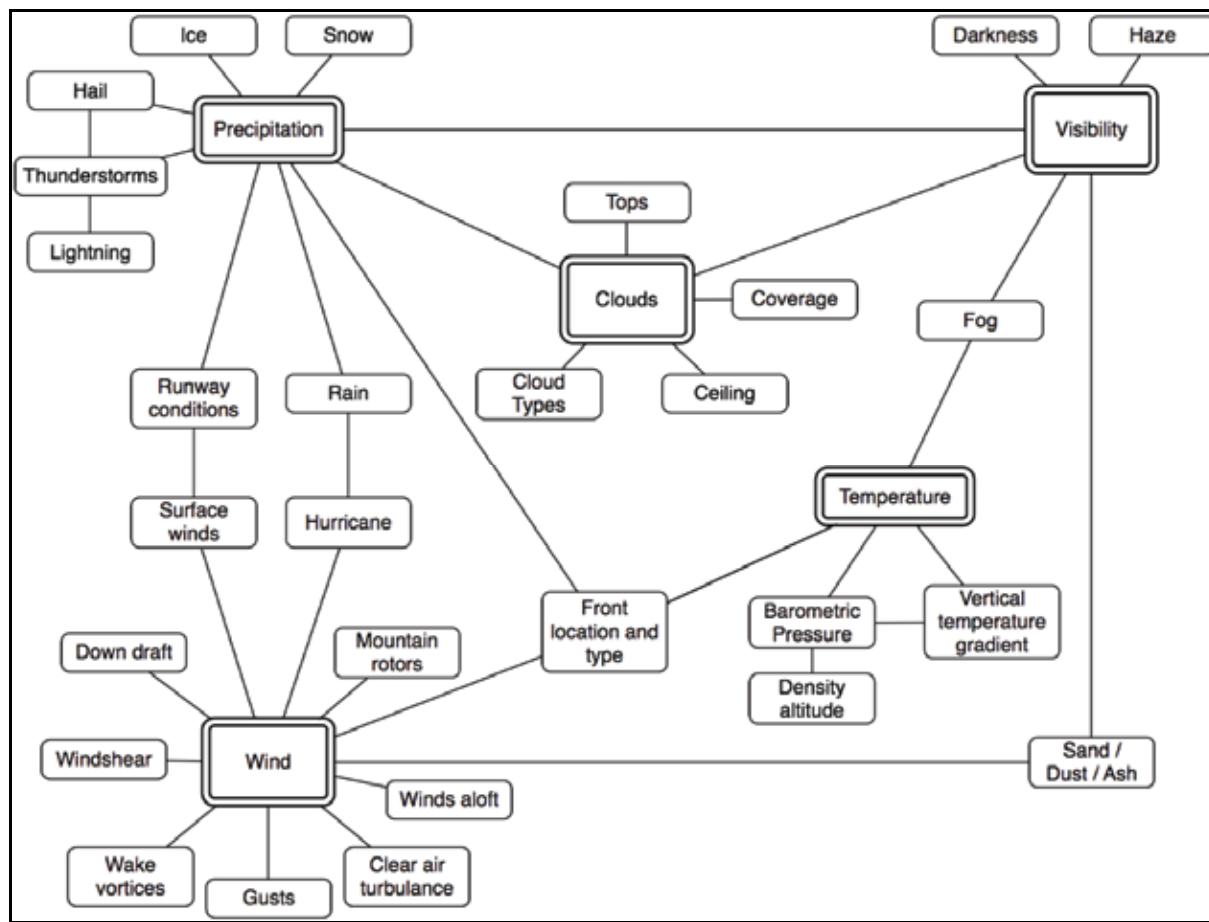 Ice
Snow
Darkness
Haze
Hail
Precipitation
Visibility
Thunderstorms
Tops
Lightning
Clouds
Coverage
Fog
Runway
conditions
Rain
Cloud
Types
Ceiling
Temperature
Surface
winds
Hurricane
Front
location and
type
Barometric
Pressure
Vertical
temperature
gradient
Down draft
Mountain
rotors
Density
altitude
Windshear
Wind
Sand /
Dust / Ash
Winds aloft
Wake
vortices
Gusts
Clear air
turbulance